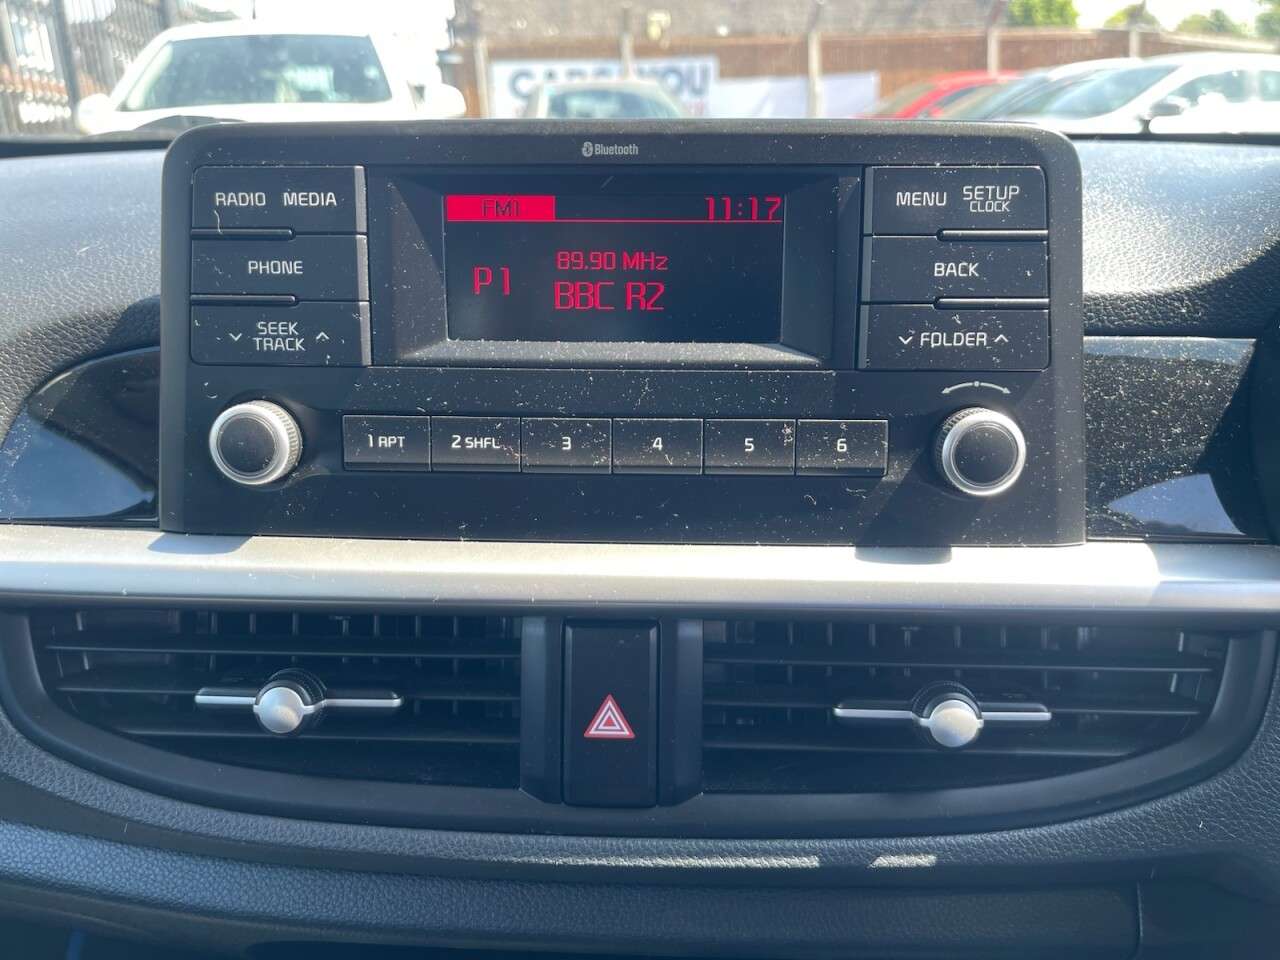 Bluetooth
RADIO MEDIA
PHONE
SEEK
TRACK
FM1 11:17
89.90 MHz
P1 BBC R2
MENU SETUP
CLOCK
BACK
FOLDER
1 RPT 2 SHFL 3 4 5 6